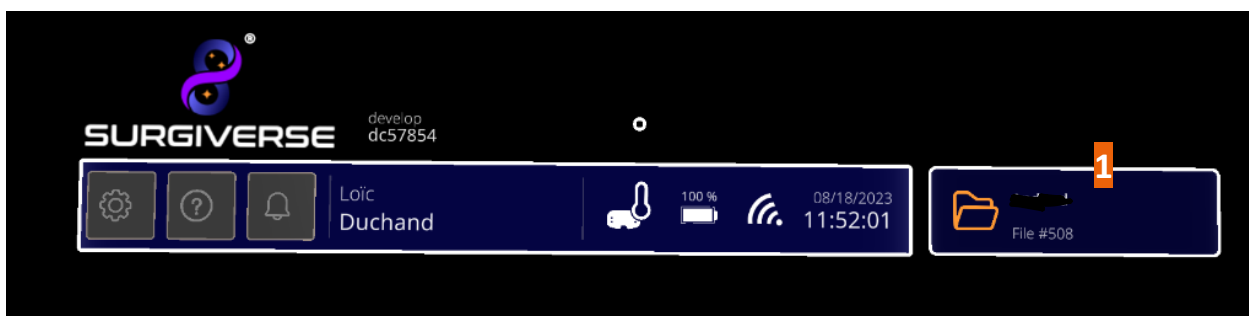 ®
SURGIVERSE
develop
dc57854
1
?
Loïc
Duchand
100 %
08/18/2023
11:52:01
File #508